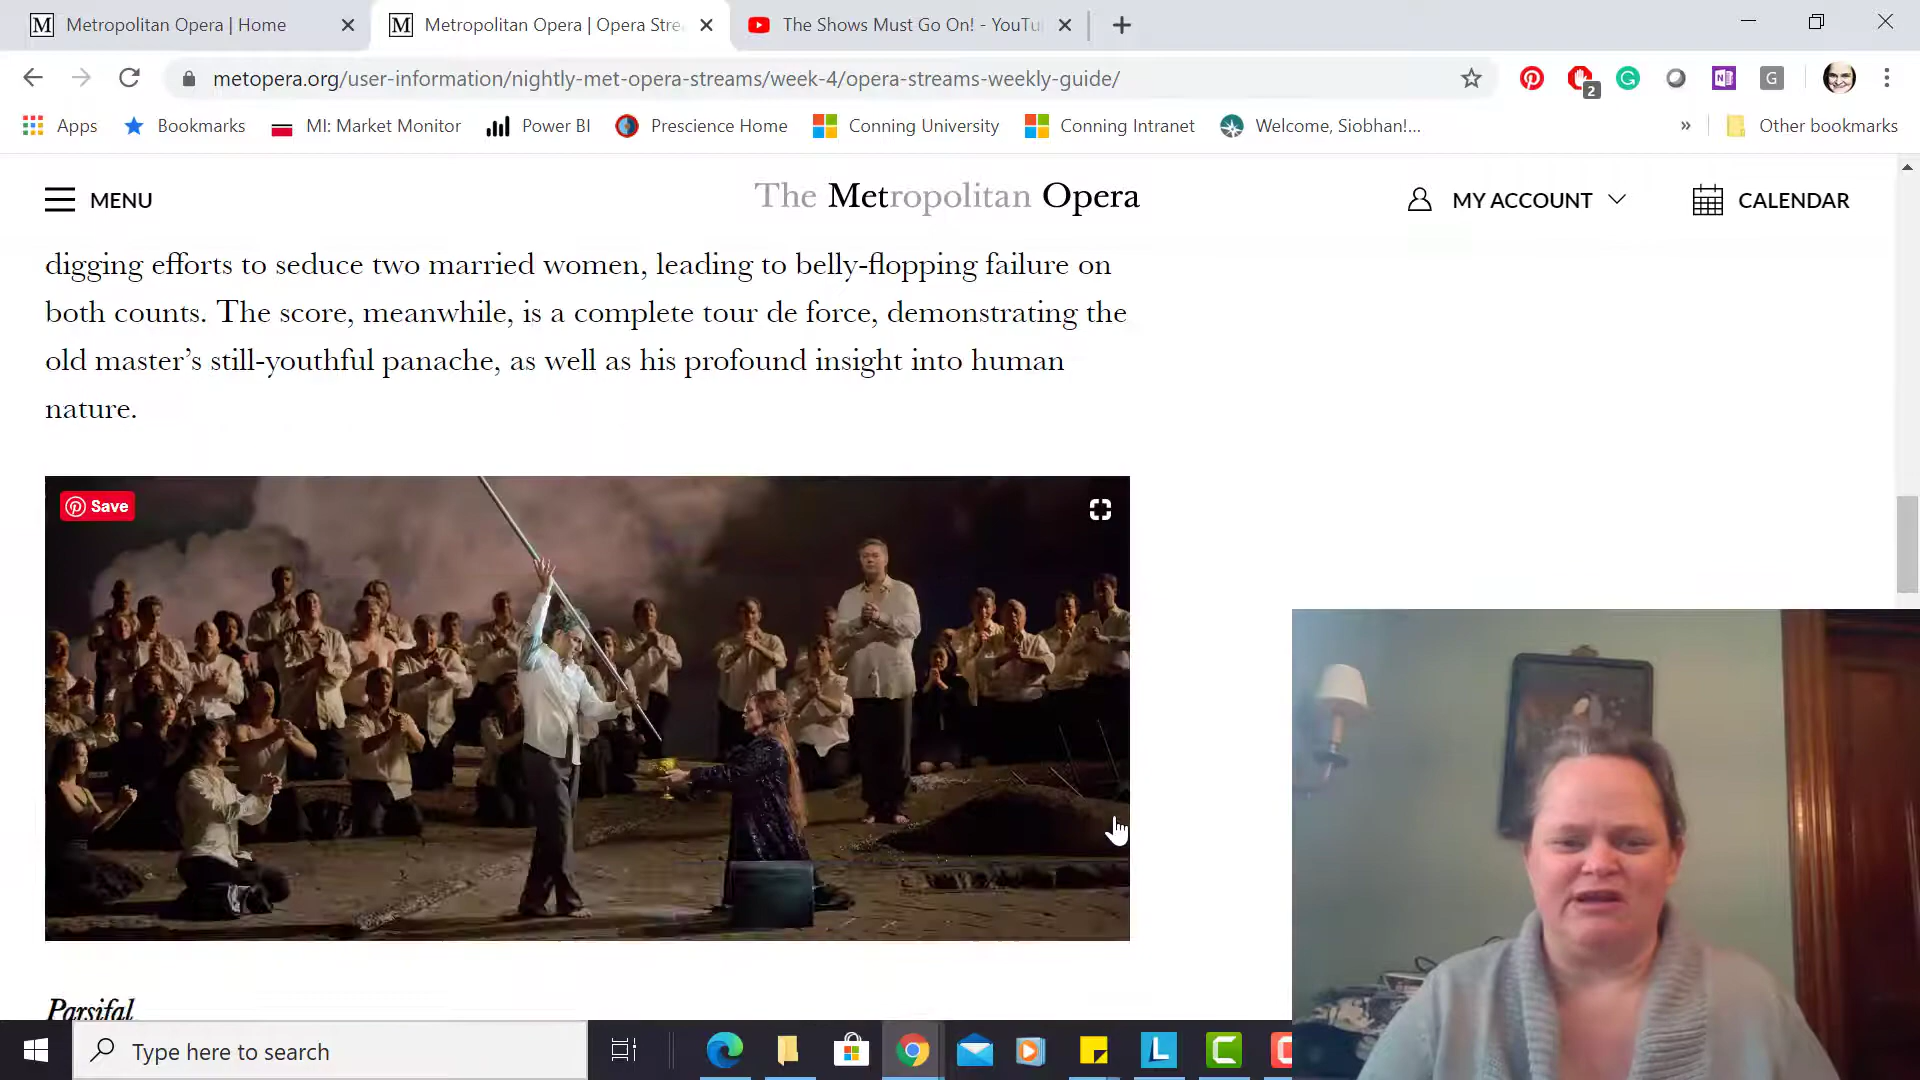 Metropolitan Opera | Home
Metropolitan Opera | Opera Stre
The Shows Must Go On! - YouTu
metopera.org/user-information/nightly-met-opera-streams/week-4/opera-streams-weekly-guide/
2
G
N
G
Apps
Bookmarks
MI: Market Monitor
Power BI
Prescience Home
Conning University
Conning Intranet
Welcome, Siobhan!...
»
Other bookmarks
MENU
The Metropolitan Opera
MY ACCOUNT
CALENDAR
digging efforts to seduce two married women, leading to belly-flopping failure on
both counts. The score, meanwhile, is a complete tour de force, demonstrating the
old master's still-youthful panache, as well as his profound insight into human
nature.
Save
Parsifal
Type here to search
L
C